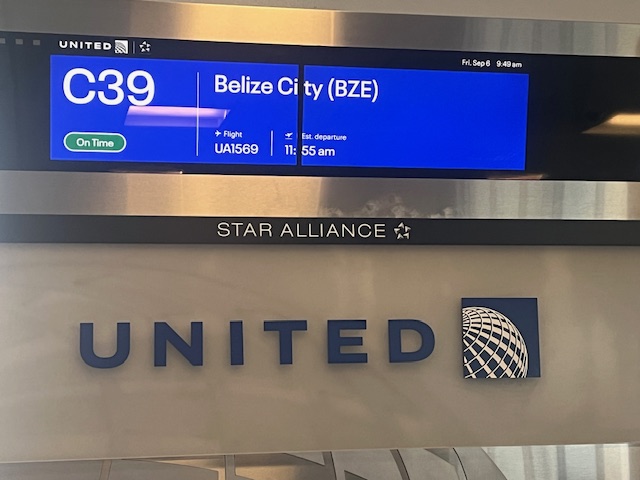 UNITED
Fri, Sep 6 9:49 am
C39
Belize City (BZE)
On Time
Flight
Est. departure
UA1569
11:55 am
STAR ALLIANCE
UNITED